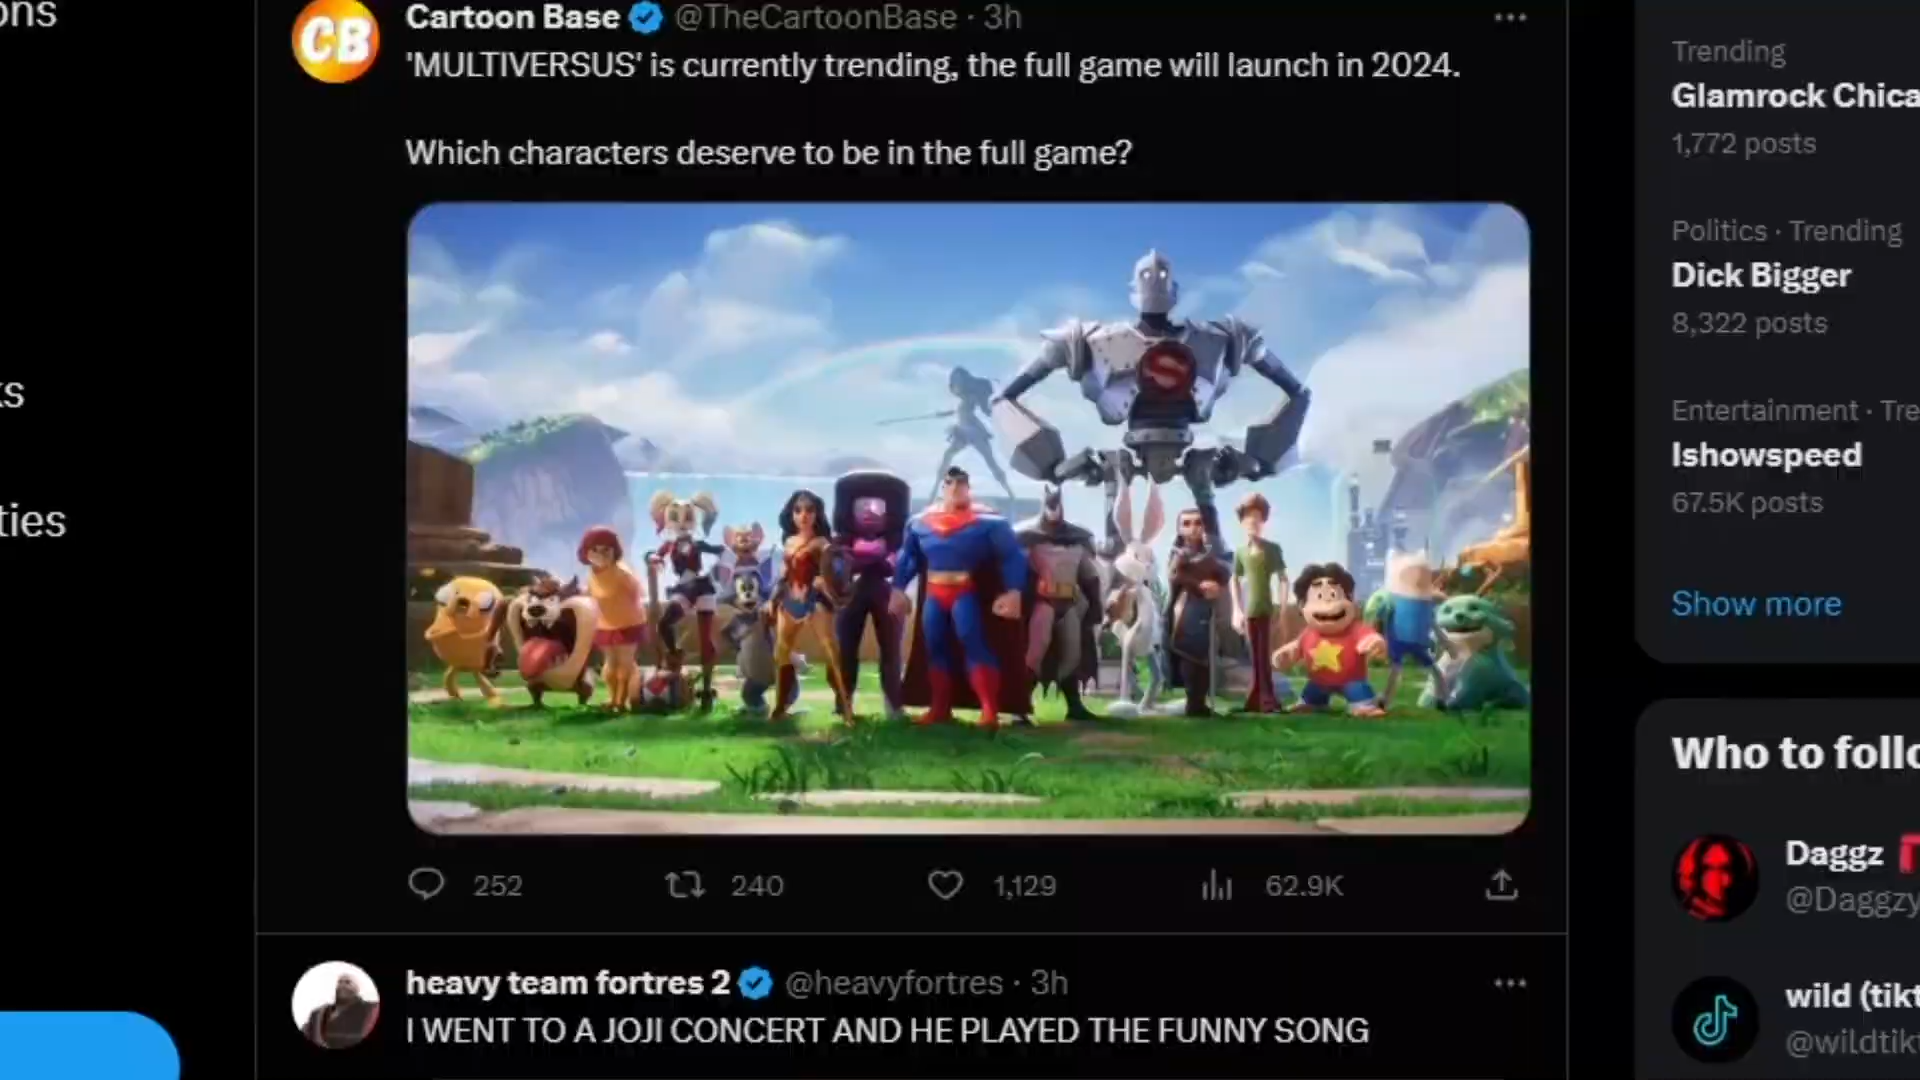 ons
ks
ties
CB
Cartoon Base @TheCartoonBase · 3h
'MULTIVERSUS' is currently trending, the full game will launch in 2024.
Which characters deserve to be in the full game?
252 240 1,129 62.9K
heavy team fortres 2 @heavyfortres · 3h
I WENT TO A JOJI CONCERT AND HE PLAYED THE FUNNY SONG
Trending
Glamrock Chica
1,772 posts
Politics · Trending
Dick Bigger
8,322 posts
Entertainment · Tre
Ishowspeed
67.5K posts
Show more
Who to follo
Daggz
@Daggzy
wild (tikt
@wildtikt